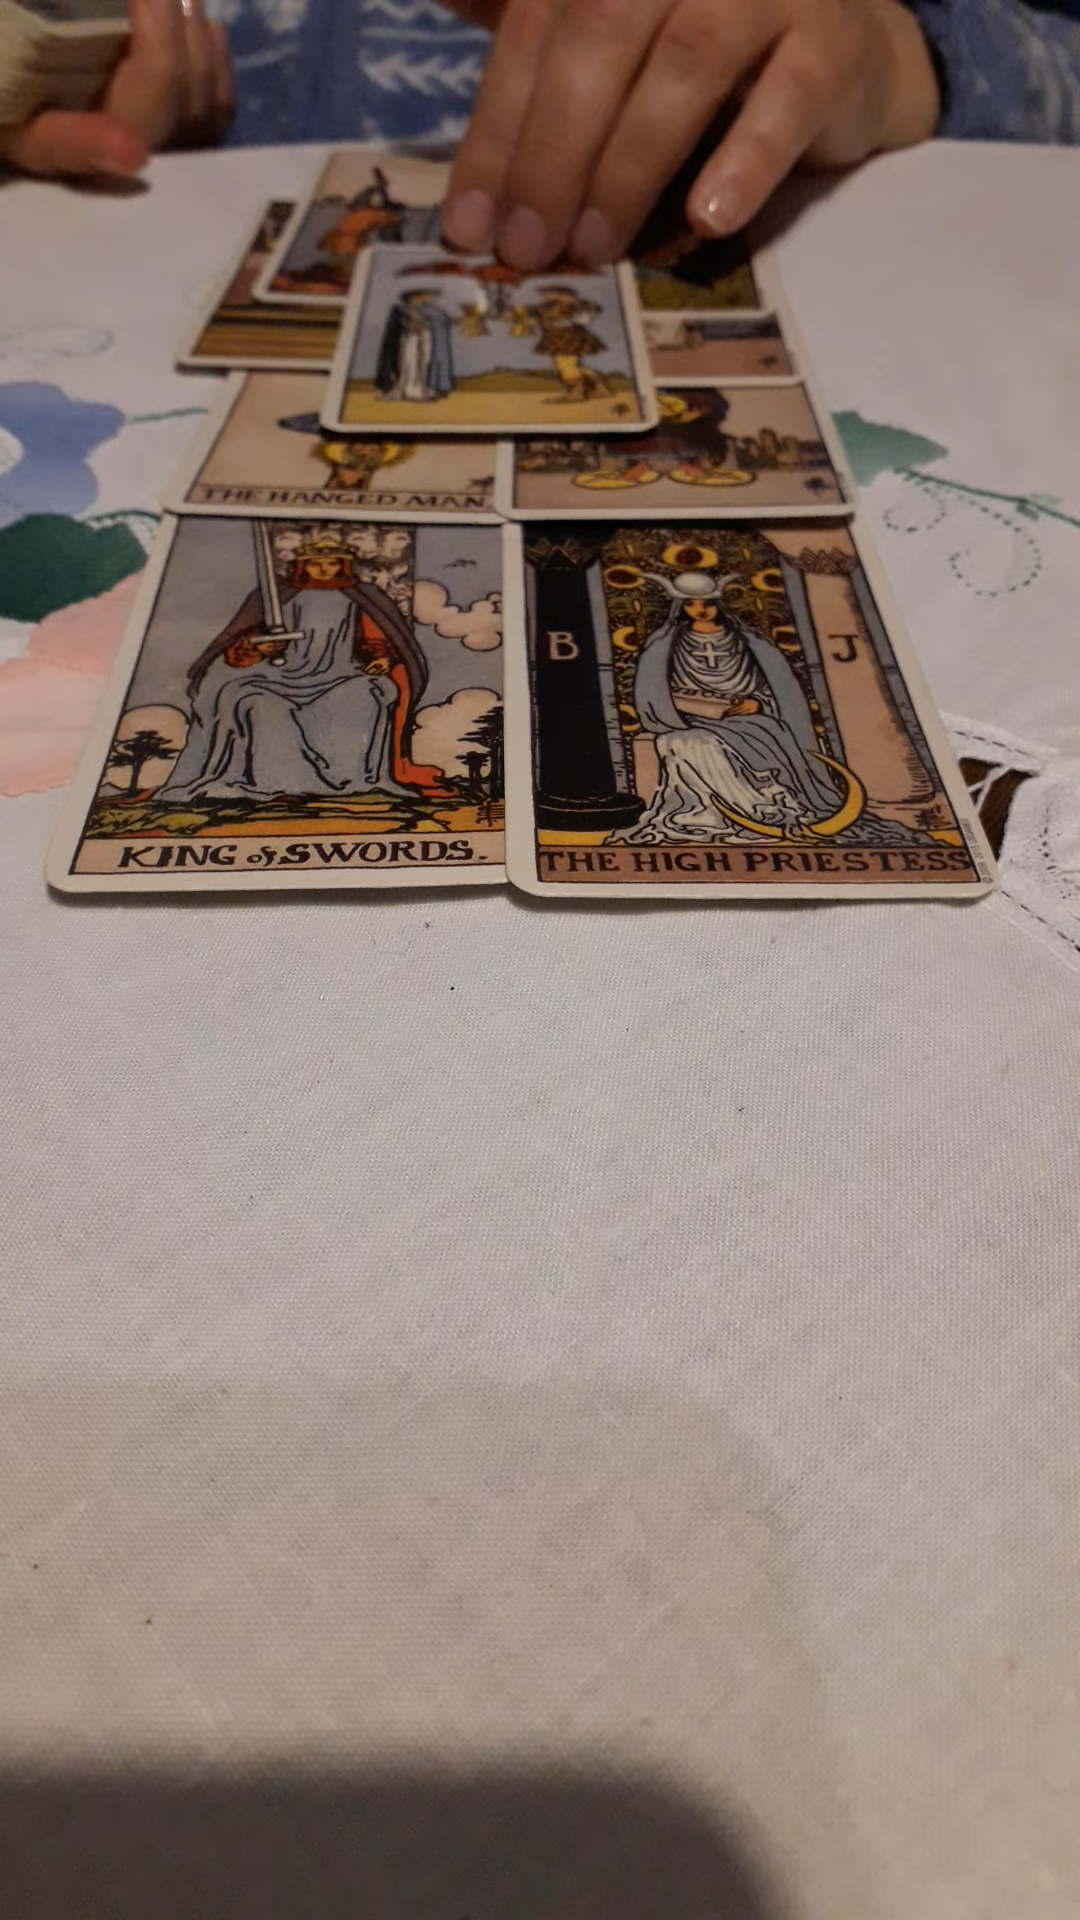 THE HANGED MAN.
KING of SWORDS.
B
J
THE HIGH PRIESTESS